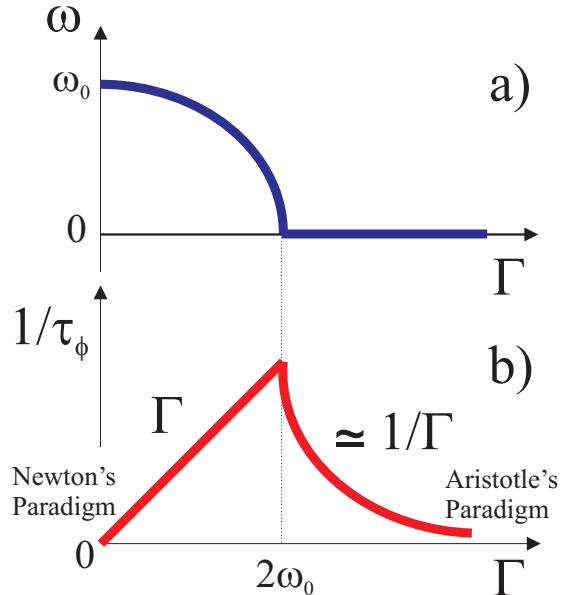 ω
ω₀
a)
0
Γ
1/τ_ϕ
b)
Γ
≃ 1/Γ
Newton's
Paradigm
Aristotle's
Paradigm
0
2ω₀
Γ